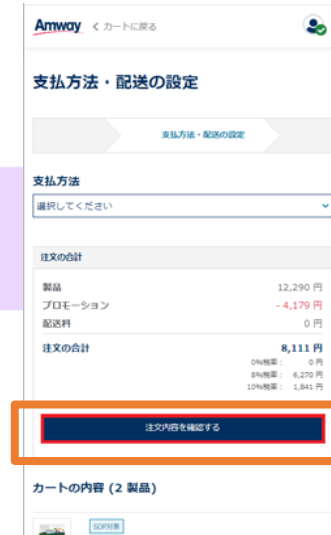 Amway < カートに戻る
支払方法・配送の設定
支払方法・配送の設定
支払方法
選択してください
注文の合計
製品 12,290 円
プロモーション - 4,179 円
配送料 0 円
注文の合計 8,111 円
0%税率： 0 円
8%税率： 6,270 円
10%税率： 1,841 円
注文内容を確認する
カートの内容 (2 製品)
SOP対象